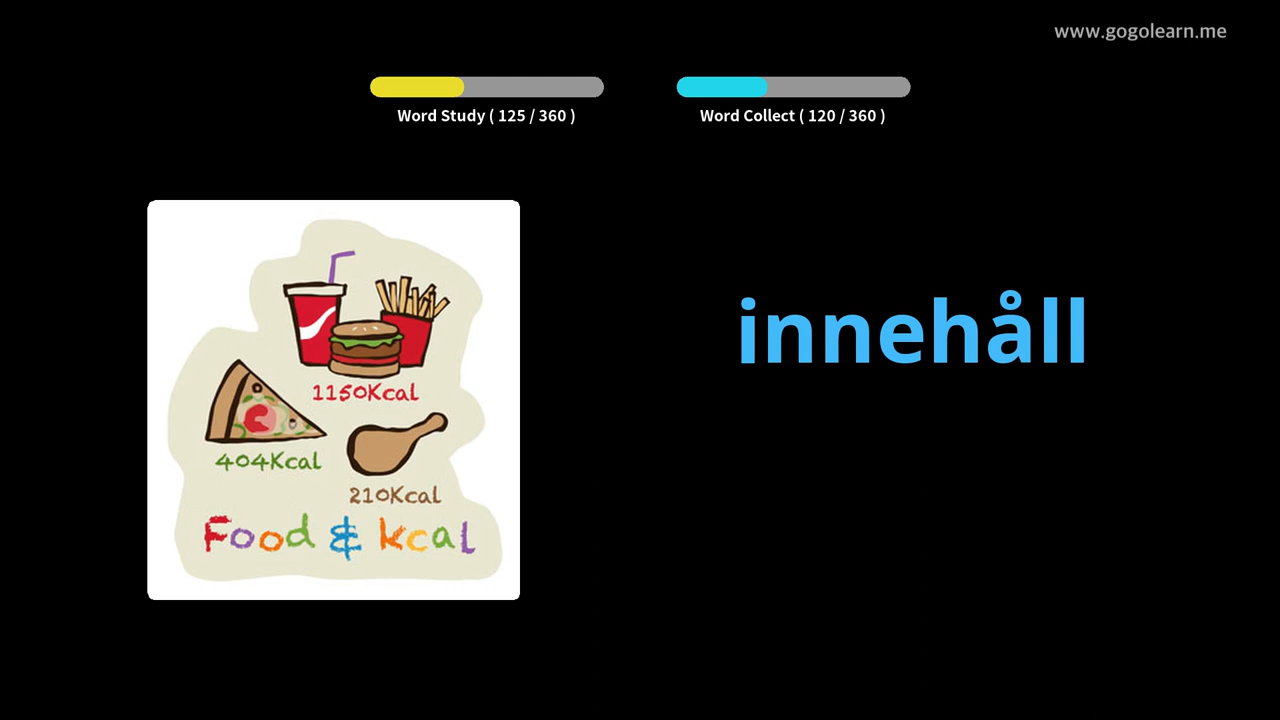 www.gogolearn.me
Word Study ( 125 / 360 )
Word Collect ( 120 / 360 )
1150Kcal
404Kcal
210Kcal
Food & kcal
innehåll